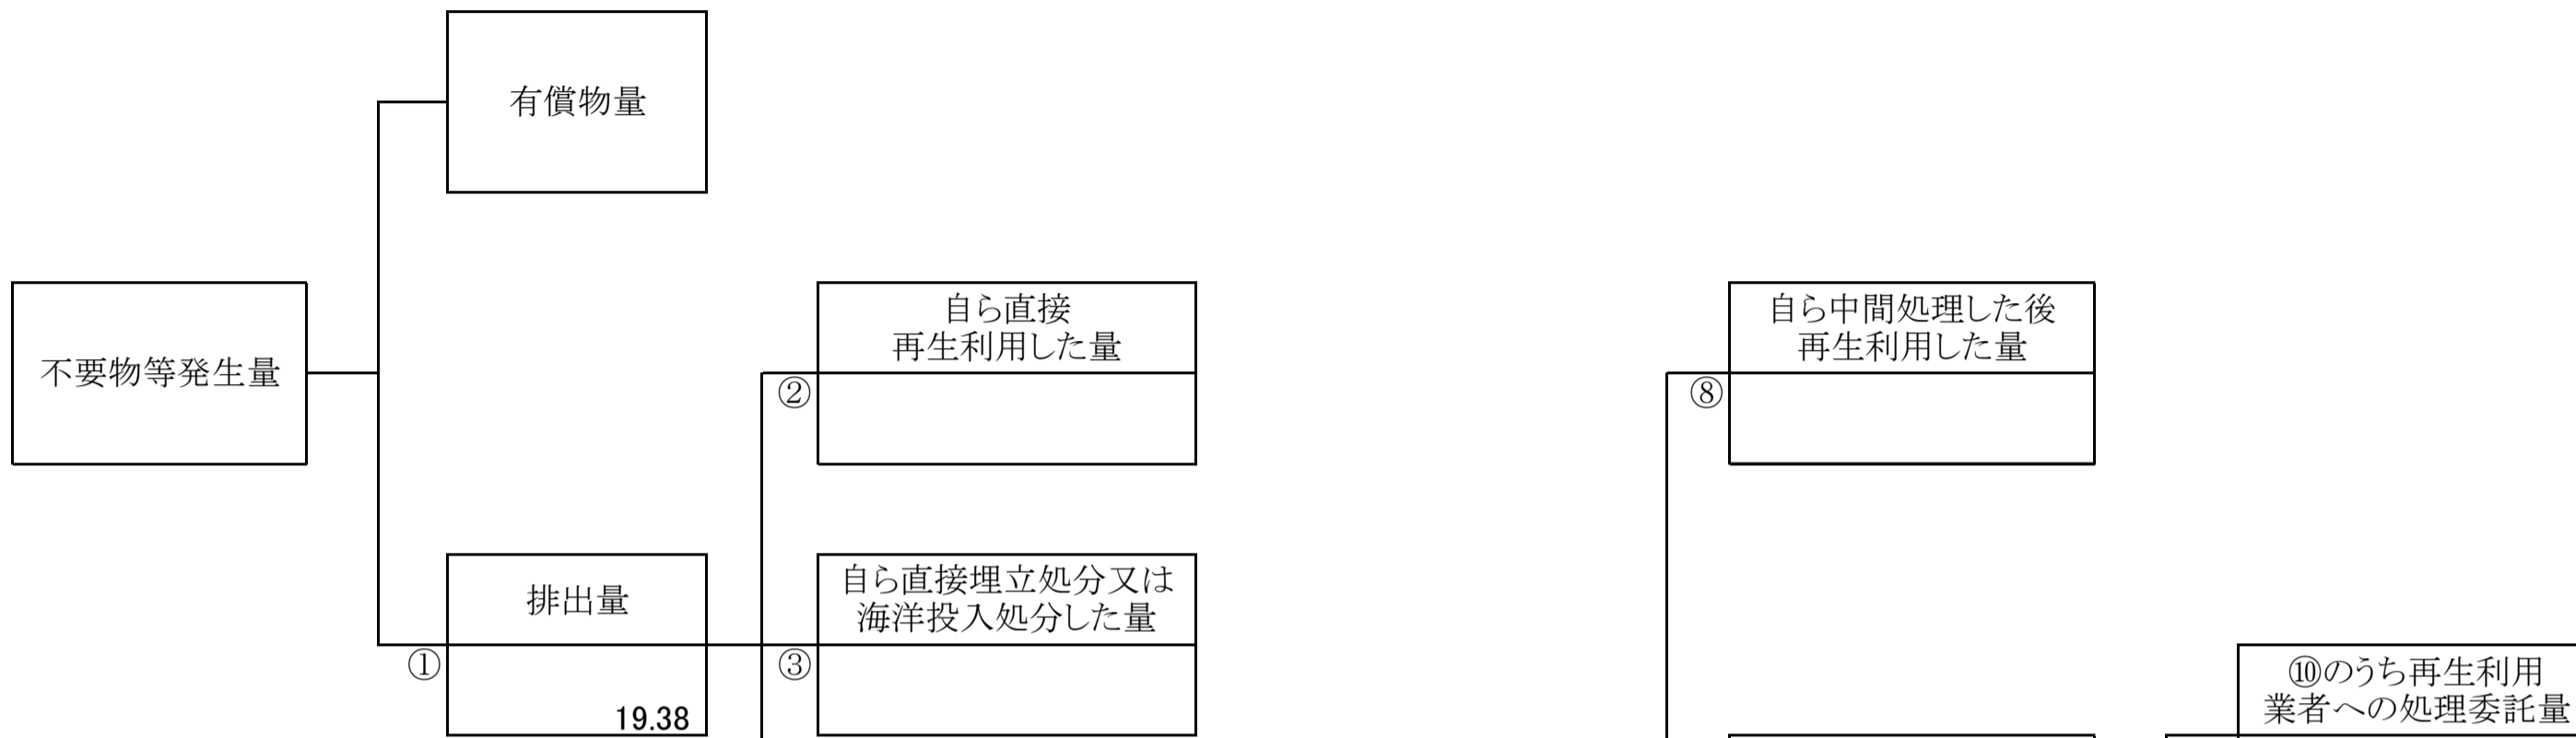 有償物量
不要物等発生量
自ら直接
再生利用した量
②
自ら中間処理した後
再生利用した量
⑧
排出量
①
19.38
自ら直接埋立処分又は
海洋投入処分した量
③
⑩のうち再生利用
業者への処理委託量